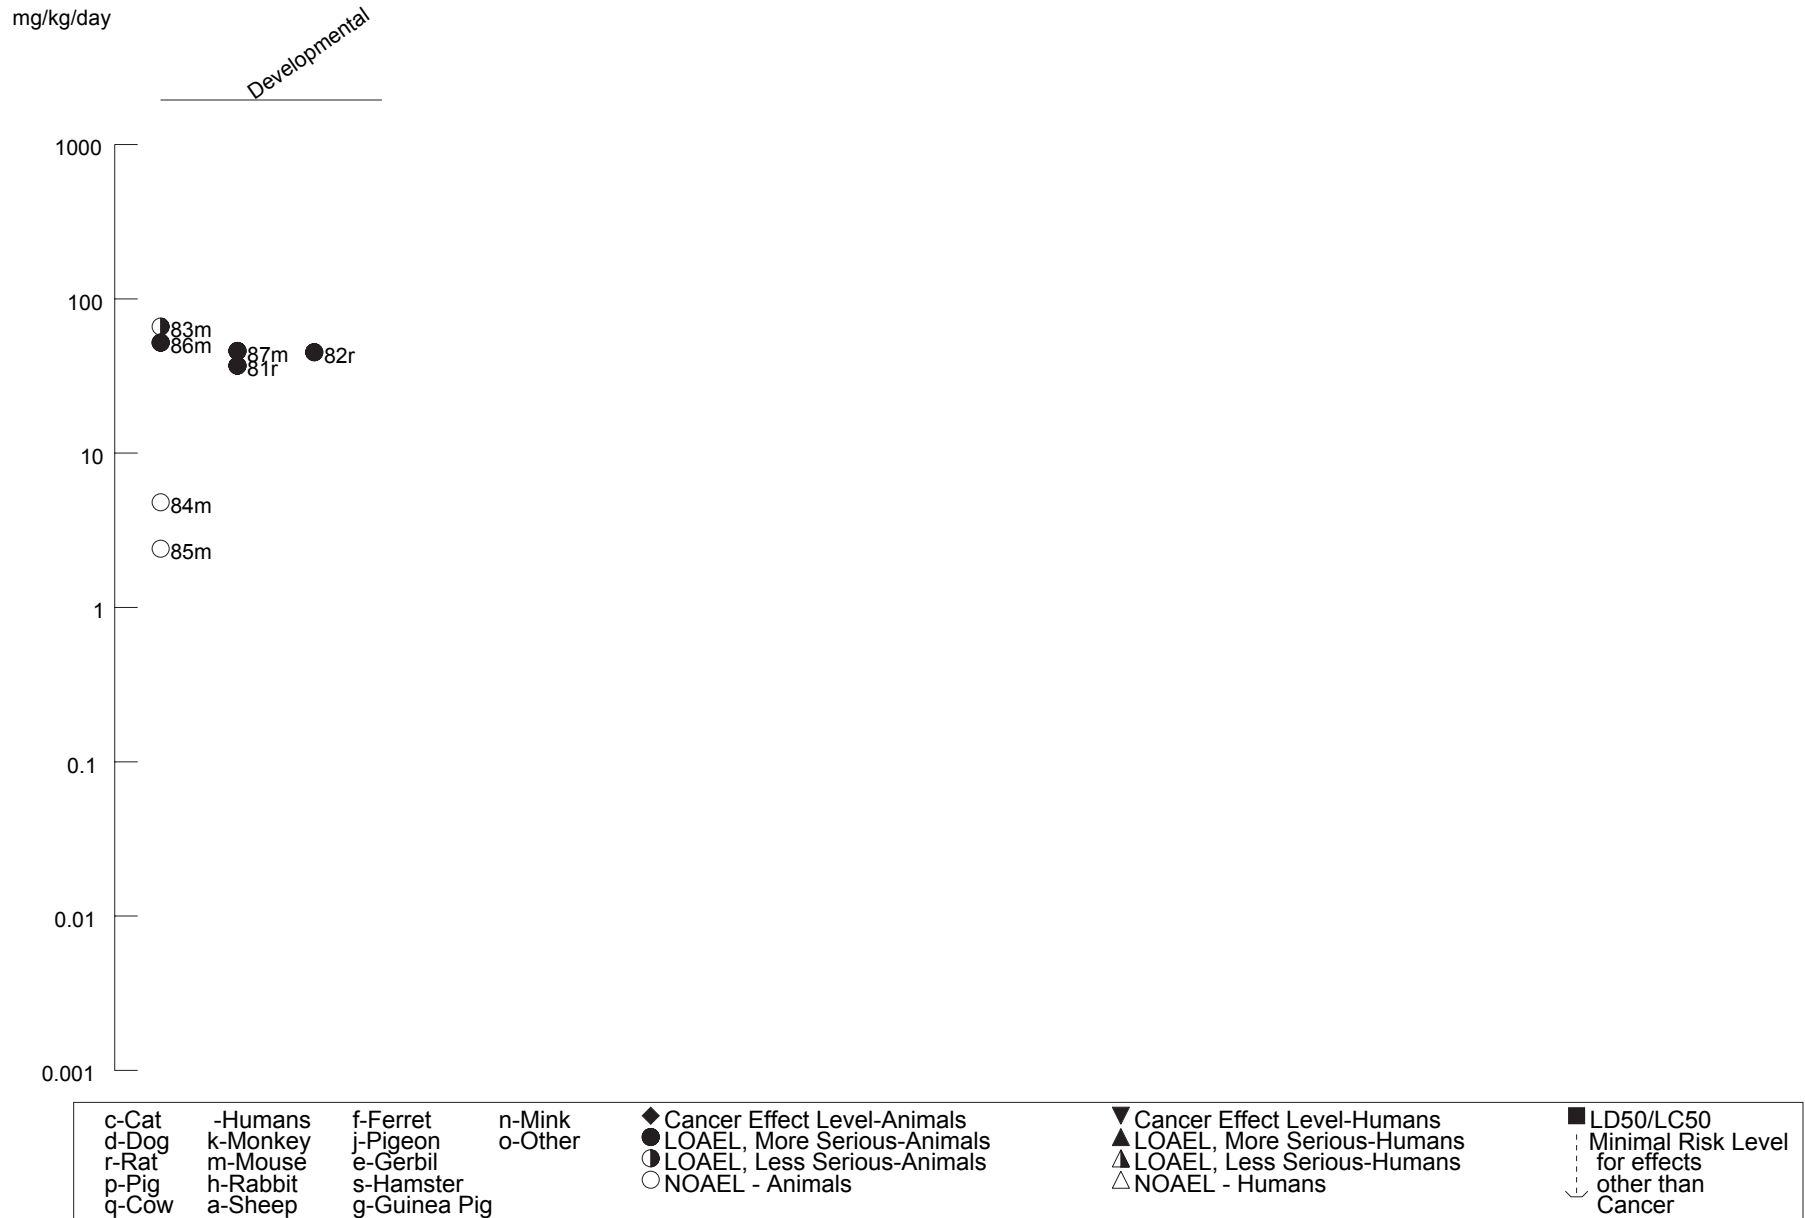 mg/kg/day
Developmental
1000
100
83m
86m
87m
82r
81r
10
84m
85m
1
0.1
0.01
0.001
c-Cat -Humans f-Ferret n-Mink Cancer Effect Level-Animals Cancer Effect Level-Humans LD50/LC50
d-Dog k-Monkey j-Pigeon o-Other LOAEL, More Serious-Animals LOAEL, More Serious-Humans Minimal Risk Level
r-Rat m-Mouse e-Gerbil LOAEL, Less Serious-Animals LOAEL, Less Serious-Humans for effects
p-Pig h-Rabbit s-Hamster NOAEL - Animals NOAEL - Humans other than
q-Cow a-Sheep g-Guinea Pig Cancer